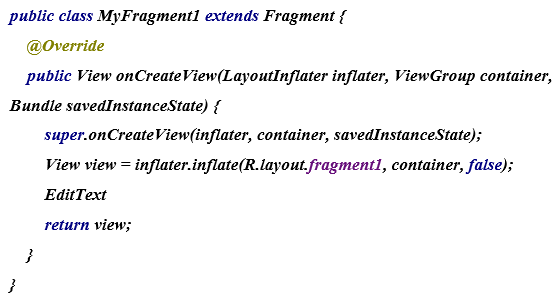 public class MyFragment1 extends Fragment {
@Override
public View onCreateView(LayoutInflater inflater, ViewGroup container,
Bundle savedInstanceState) {
super.onCreateView(inflater, container, savedInstanceState);
View view = inflater.inflate(R.layout.fragment1, container, false);
EditText
return view;
}
}